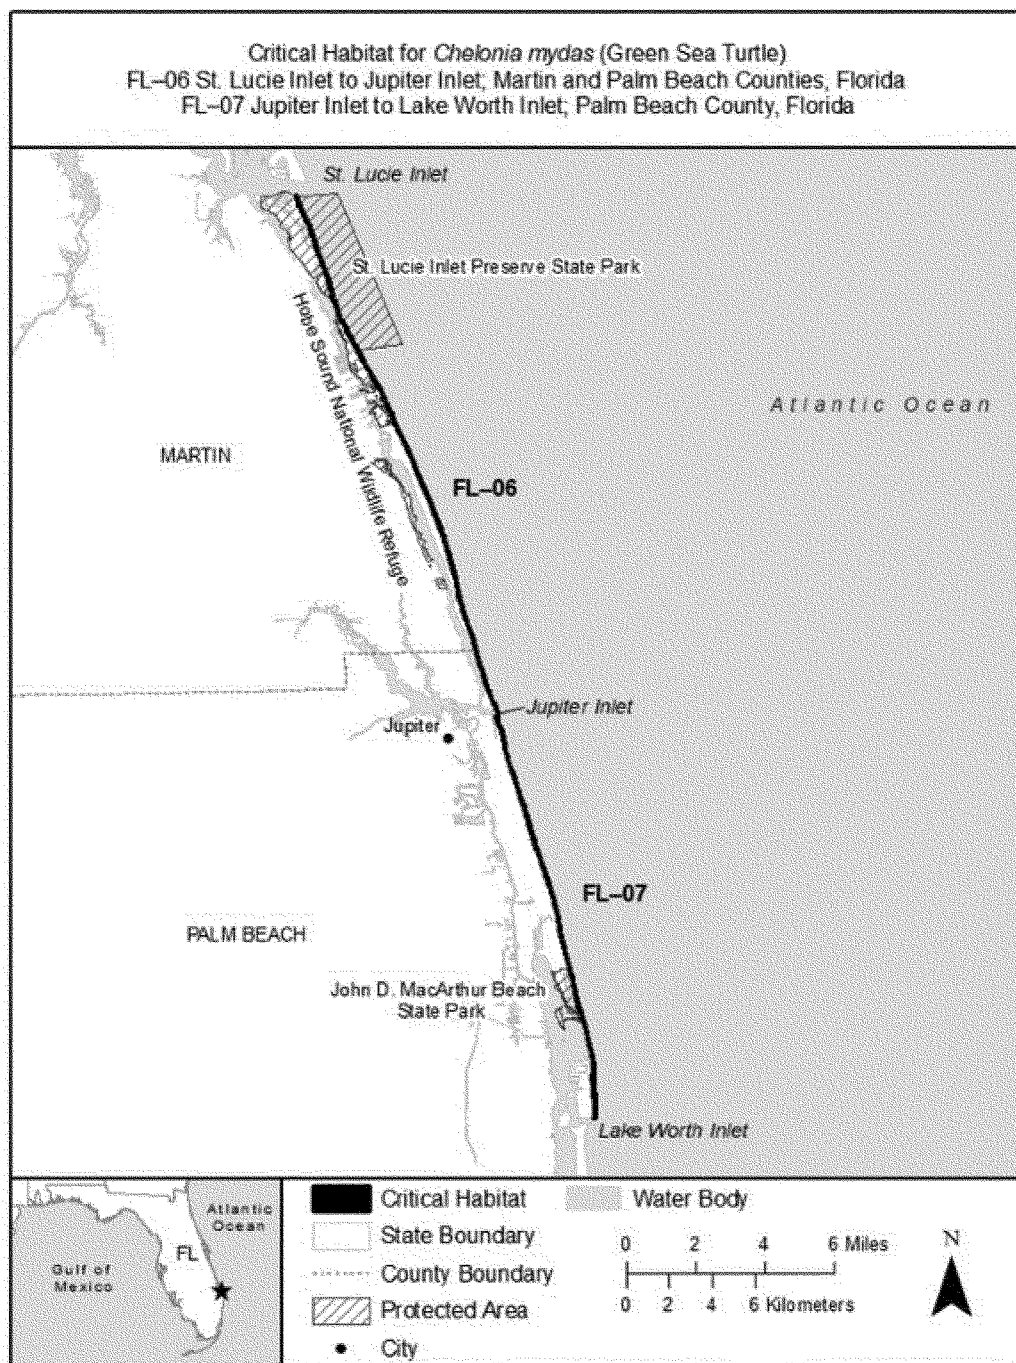 Critical Habitat for Chelonia mydas (Green Sea Turtle)
FL–06 St. Lucie Inlet to Jupiter Inlet; Martin and Palm Beach Counties, Florida
FL–07 Jupiter Inlet to Lake Worth Inlet; Palm Beach County, Florida
St. Lucie Inlet
St. Lucie Inlet Preserve State Park
Hobe Sound National Wildlife Refuge
Atlantic Ocean
MARTIN
FL–06
Jupiter Inlet
Jupiter
FL–07
PALM BEACH
John D. MacArthur Beach
State Park
Lake Worth Inlet
Atlantic
Ocean
FL
Gulf of
Mexico
Critical Habitat
Water Body
State Boundary
County Boundary
Protected Area
City
0 2 4 6 Miles
0 2 4 6 Kilometers
N